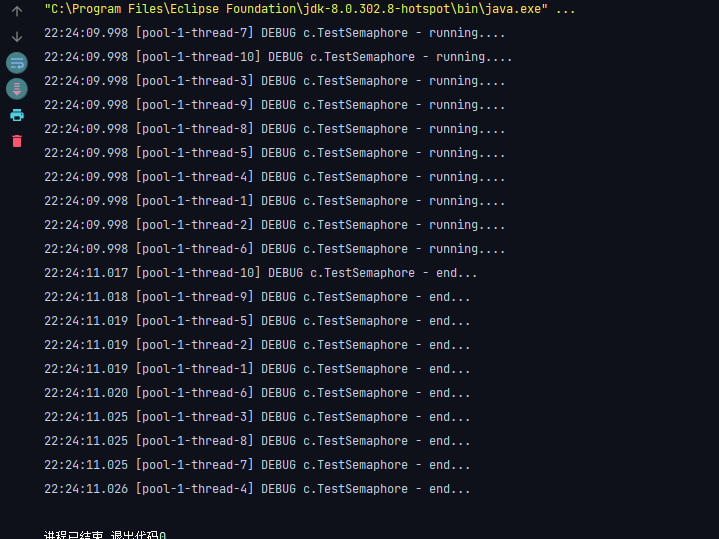 "C:\Program Files\Eclipse Foundation\jdk-8.0.302.8-hotspot\bin\java.exe" ...
22:24:09.998 [pool-1-thread-7] DEBUG c.TestSemaphore - running....
22:24:09.998 [pool-1-thread-10] DEBUG c.TestSemaphore - running....
22:24:09.998 [pool-1-thread-3] DEBUG c.TestSemaphore - running....
22:24:09.998 [pool-1-thread-9] DEBUG c.TestSemaphore - running....
22:24:09.998 [pool-1-thread-8] DEBUG c.TestSemaphore - running....
22:24:09.998 [pool-1-thread-5] DEBUG c.TestSemaphore - running....
22:24:09.998 [pool-1-thread-4] DEBUG c.TestSemaphore - running....
22:24:09.998 [pool-1-thread-1] DEBUG c.TestSemaphore - running....
22:24:09.998 [pool-1-thread-2] DEBUG c.TestSemaphore - running....
22:24:09.998 [pool-1-thread-6] DEBUG c.TestSemaphore - running....
22:24:11.017 [pool-1-thread-10] DEBUG c.TestSemaphore - end...
22:24:11.018 [pool-1-thread-9] DEBUG c.TestSemaphore - end...
22:24:11.019 [pool-1-thread-5] DEBUG c.TestSemaphore - end...
22:24:11.019 [pool-1-thread-2] DEBUG c.TestSemaphore - end...
22:24:11.019 [pool-1-thread-1] DEBUG c.TestSemaphore - end...
22:24:11.020 [pool-1-thread-6] DEBUG c.TestSemaphore - end...
22:24:11.025 [pool-1-thread-3] DEBUG c.TestSemaphore - end...
22:24:11.025 [pool-1-thread-8] DEBUG c.TestSemaphore - end...
22:24:11.025 [pool-1-thread-7] DEBUG c.TestSemaphore - end...
22:24:11.026 [pool-1-thread-4] DEBUG c.TestSemaphore - end...
进程已结束,退出代码0